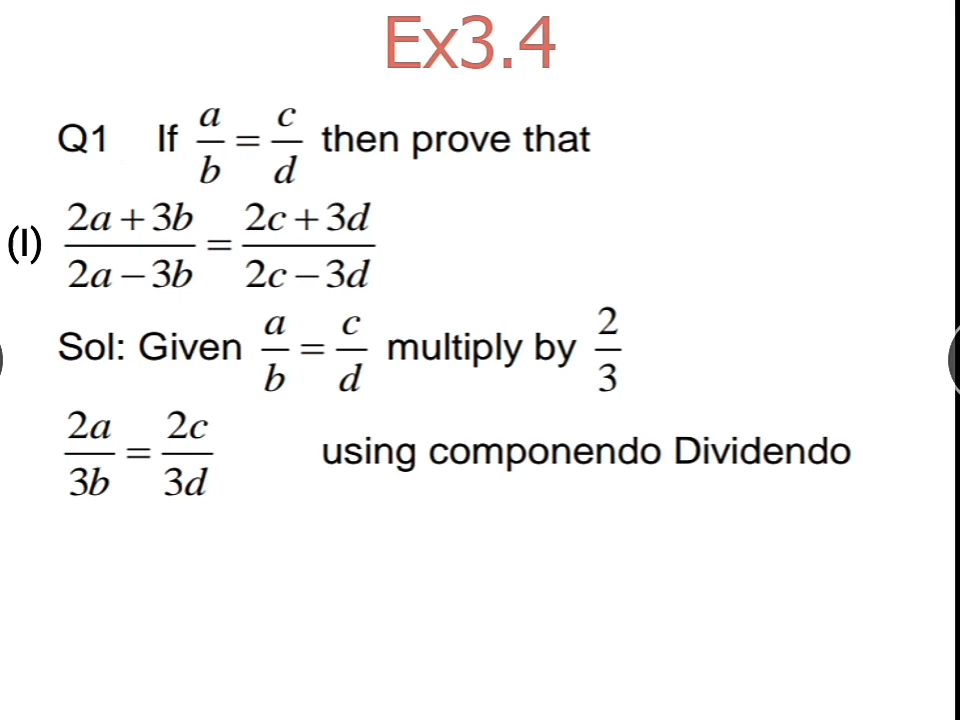 Ex3.4
Q1 If a/b = c/d then prove that
(I) (2a + 3b)/(2a − 3b) = (2c + 3d)/(2c − 3d)
Sol: Given a/b = c/d multiply by 2/3
2a/3b = 2c/3d using componendo Dividendo